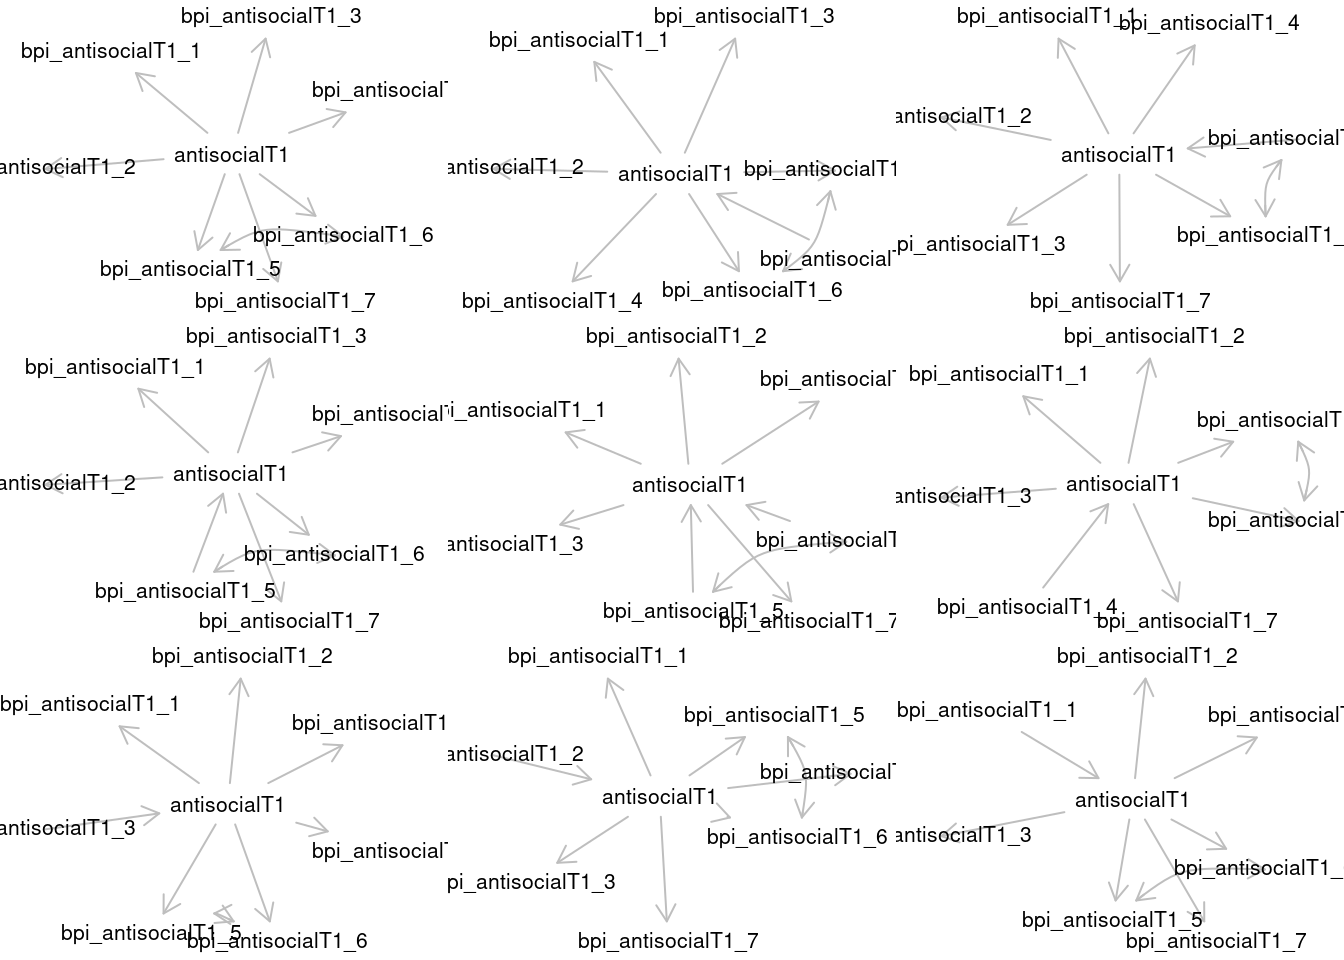 bpi_antisocialT1_3
bpi_antisocialT1_1
bpi_antisocial
antisocialT1
antisocialT1_2
bpi_antisocialT1_6
bpi_antisocialT1_5
bpi_antisocialT1_7
bpi_antisocialT1_3
bpi_antisocialT1_1
antisocialT1_2
antisocialT1
bpi_antisocialT1
bpi_antisocial
bpi_antisocialT1_6
bpi_antisocialT1_4
bpi_antisocialT1_1
bpi_antisocialT1_4
antisocialT1_2
bpi_antisocialT
antisocialT1
bpi_antisocialT1_
pi_antisocialT1_3
bpi_antisocialT1_7
bpi_antisocialT1_3
bpi_antisocialT1_1
bpi_antisocial
antisocialT1
antisocialT1_2
bpi_antisocialT1_6
bpi_antisocialT1_5
bpi_antisocialT1_7
bpi_antisocialT1_2
bpi_antisocial
i_antisocialT1_1
antisocialT1
antisocialT1_3
bpi_antisocialT
bpi_antisocialT1_5
bpi_antisocialT1_7
bpi_antisocialT1_2
bpi_antisocialT1_1
bpi_antisocialT
antisocialT1
antisocialT1_3
bpi_antisocial
bpi_antisocialT1_4
bpi_antisocialT1_7
bpi_antisocialT1_2
bpi_antisocialT1_1
bpi_antisocialT1
antisocialT1
antisocialT1_3
bpi_antisocial
bpi_antisocialT1_5
bpi_antisocialT1_6
bpi_antisocialT1_1
bpi_antisocialT1_5
antisocialT1_2
bpi_antisocial
antisocialT1
bpi_antisocialT1_6
pi_antisocialT1_3
bpi_antisocialT1_7
bpi_antisocialT1_2
bpi_antisocialT1_1
bpi_antisocial
antisocialT1
antisocialT1_3
bpi_antisocialT1_
bpi_antisocialT1_5
bpi_antisocialT1_7